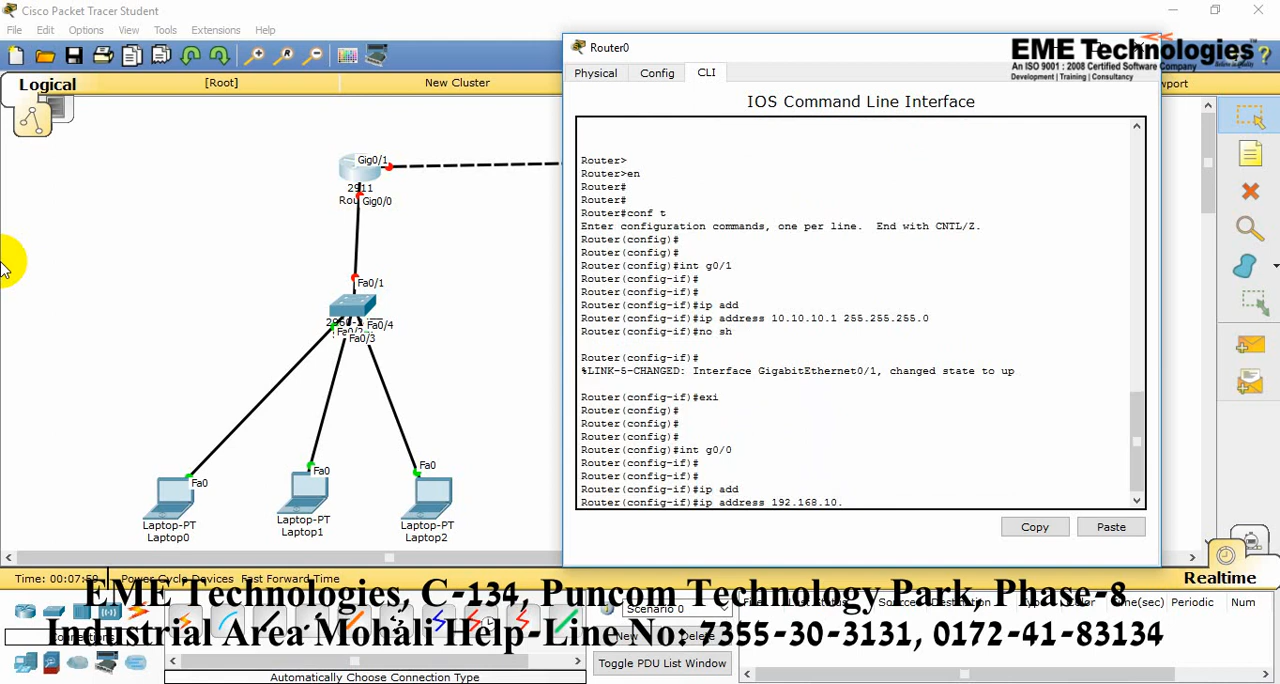 Cisco Packet Tracer Student
File Edit Options View Tools Extensions Help
Logical
[Root]
New Cluster
Gig0/1
2911
Gig0/0
Fa0/1
Fa0/4
Fa0/3
Fa0
Fa0
Fa0
Laptop-PT
Laptop0
Laptop-PT
Laptop1
Laptop-PT
Laptop2
Router0
EME Technologies
An ISO 9001 : 2008 Certified Software Company
Development | Training | Consultancy
Physical Config CLI
IOS Command Line Interface
Router>
Router>en
Router#
Router#
Router#conf t
Enter configuration commands, one per line.  End with CNTL/Z.
Router(config)#
Router(config)#
Router(config)#int g0/1
Router(config-if)#
Router(config-if)#
Router(config-if)#ip add
Router(config-if)#ip address 10.10.10.1 255.255.255.0
Router(config-if)#no sh
Router(config-if)#
%LINK-5-CHANGED: Interface GigabitEthernet0/1, changed state to up
Router(config-if)#exi
Router(config)#
Router(config)#
Router(config)#
Router(config)#int g0/0
Router(config-if)#
Router(config-if)#
Router(config-if)#ip add
Router(config-if)#ip address 192.168.10.
Copy Paste
Power Cycle Devices Fast Forward Time
Realtime
EME Technologies, C-134, Puncom Technology Park, Phase-8
Industrial Area Mohali Help-Line No: 7355-30-3131, 0172-41-83134
Scenario 0
Periodic Num
Toggle PDU List Window
Automatically Choose Connection Type